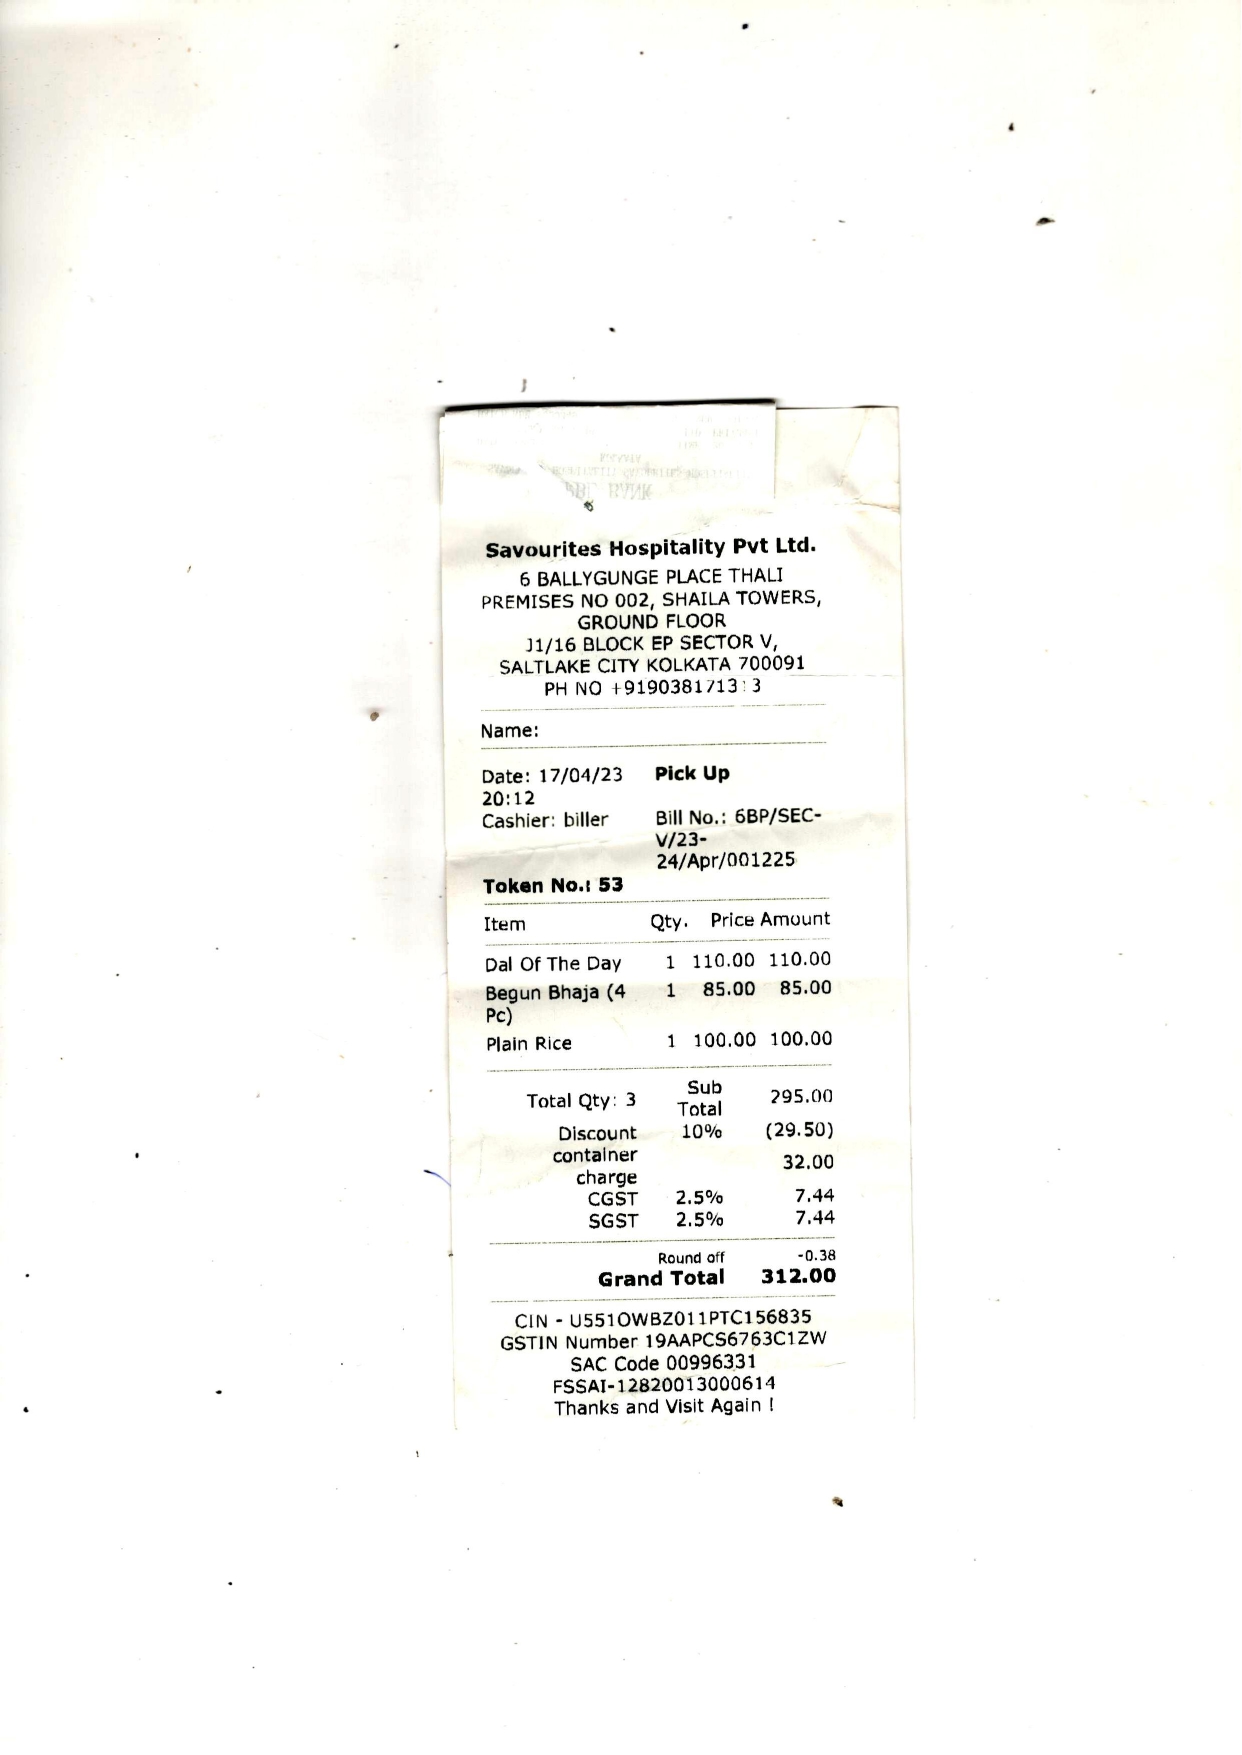 Savourites Hospitality Pvt Ltd.
6 BALLYGUNGE PLACE THALI
PREMISES NO 002, SHAILA TOWERS,
GROUND FLOOR
J1/16 BLOCK EP SECTOR V,
SALTLAKE CITY KOLKATA 700091
PH NO
Name:
Date: 17/04/23 Pick Up
20:12
Cashier: biller Bill No.: 6BP/SEC-
V/23-
24/Apr/001225
Token No.: 53
Item Qty. Price Amount
Dal Of The Day 1 110.00 110.00
Begun Bhaja (4 1 85.00 85.00
Pc)
Plain Rice 1 100.00 100.00
Total Qty: 3 Sub Total 295.00
Discount 10% (29.50)
container
charge 32.00
CGST 2.5% 7.44
SGST 2.5% 7.44
Round off -0.38
Grand Total 312.00
CIN - U551OWBZ011PTC156835
GSTIN Number 19AAPCS6763C1ZW
SAC Code 00996331
FSSAI-12820013000614
Thanks and Visit Again !